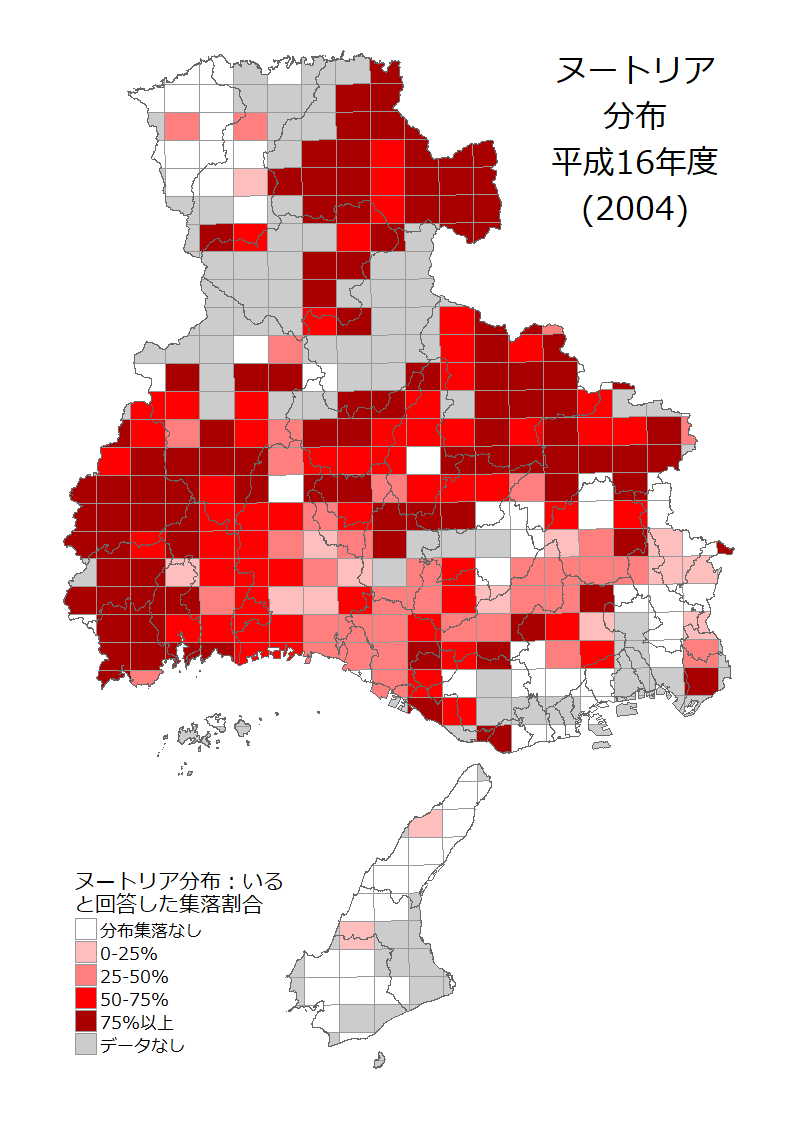 ヌートリア
分布
平成16年度
(2004)
ヌートリア分布：いる
と回答した集落割合
分布集落なし
0-25%
25-50%
50-75%
75%以上
データなし